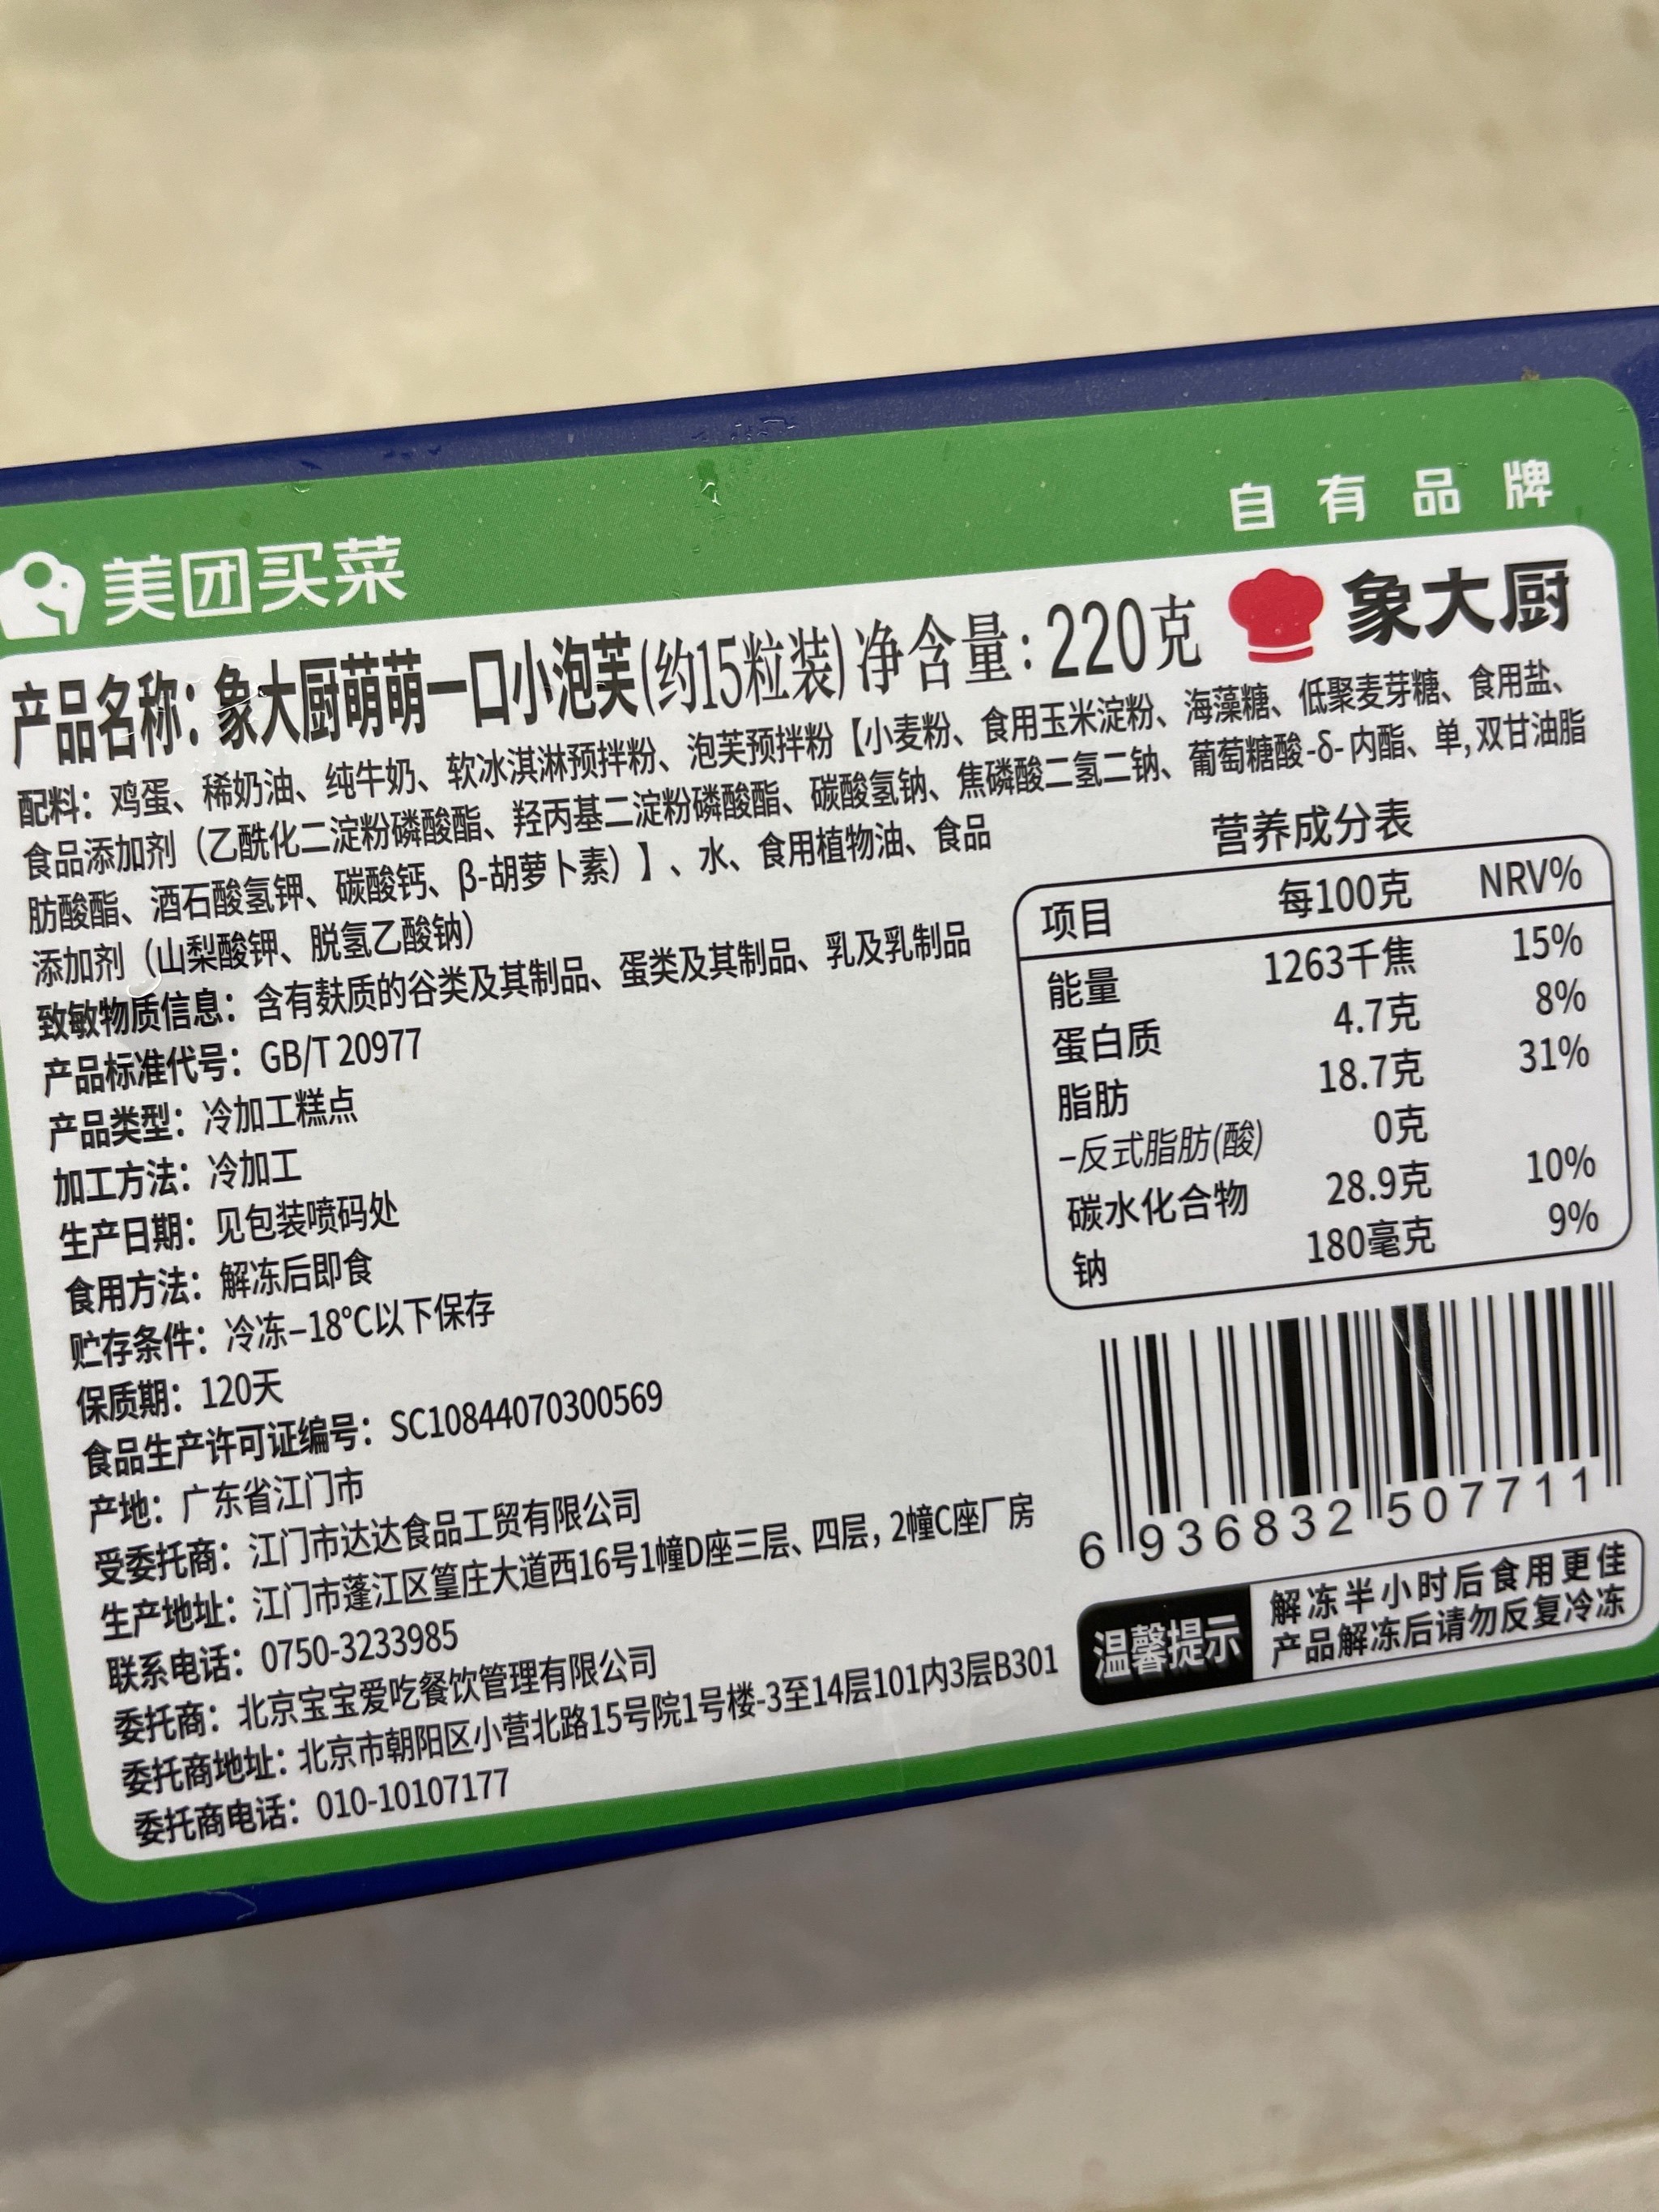 美团买菜
自有品牌
产品名称：象大厨萌萌一口小泡芙(约15粒装)净含量：220克
象大厨
配料：鸡蛋、稀奶油、纯牛奶、软冰淇淋预拌粉、泡芙预拌粉【小麦粉、食用玉米淀粉、海藻糖、低聚麦芽糖、食用盐、
食品添加剂（乙酰化二淀粉磷酸酯、羟丙基二淀粉磷酸酯、碳酸氢钠、焦磷酸二氢二钠、葡萄糖酸-δ-内酯、单,双甘油脂
肪酸酯、酒石酸氢钾、碳酸钙、β-胡萝卜素）】、水、食用植物油、食品
添加剂（山梨酸钾、脱氢乙酸钠）
致敏物质信息：含有麸质的谷类及其制品、蛋类及其制品、乳及乳制品
产品标准代号：GB/T 20977
产品类型：冷加工糕点
加工方法：冷加工
生产日期：见包装喷码处
食用方法：解冻后即食
贮存条件：冷冻–18°C以下保存
保质期：120天
食品生产许可证编号：SC10844070300569
产地：广东省江门市
受委托商：江门市达达食品工贸有限公司
生产地址：江门市蓬江区篁庄大道西16号1幢D座三层、四层，2幢C座厂房
联系电话：0750-3233985
委托商：北京宝宝爱吃餐饮管理有限公司
委托商地址：北京市朝阳区小营北路15号院1号楼-3至14层101内3层B301
委托商电话：010-10107177
营养成分表
项目 每100克 NRV%
能量 1263千焦 15%
蛋白质 4.7克 8%
脂肪 18.7克 31%
–反式脂肪(酸) 0克
碳水化合物 28.9克 10%
钠 180毫克 9%
6 936832 507711
温馨提示
解冻半小时后食用更佳
产品解冻后请勿反复冷冻